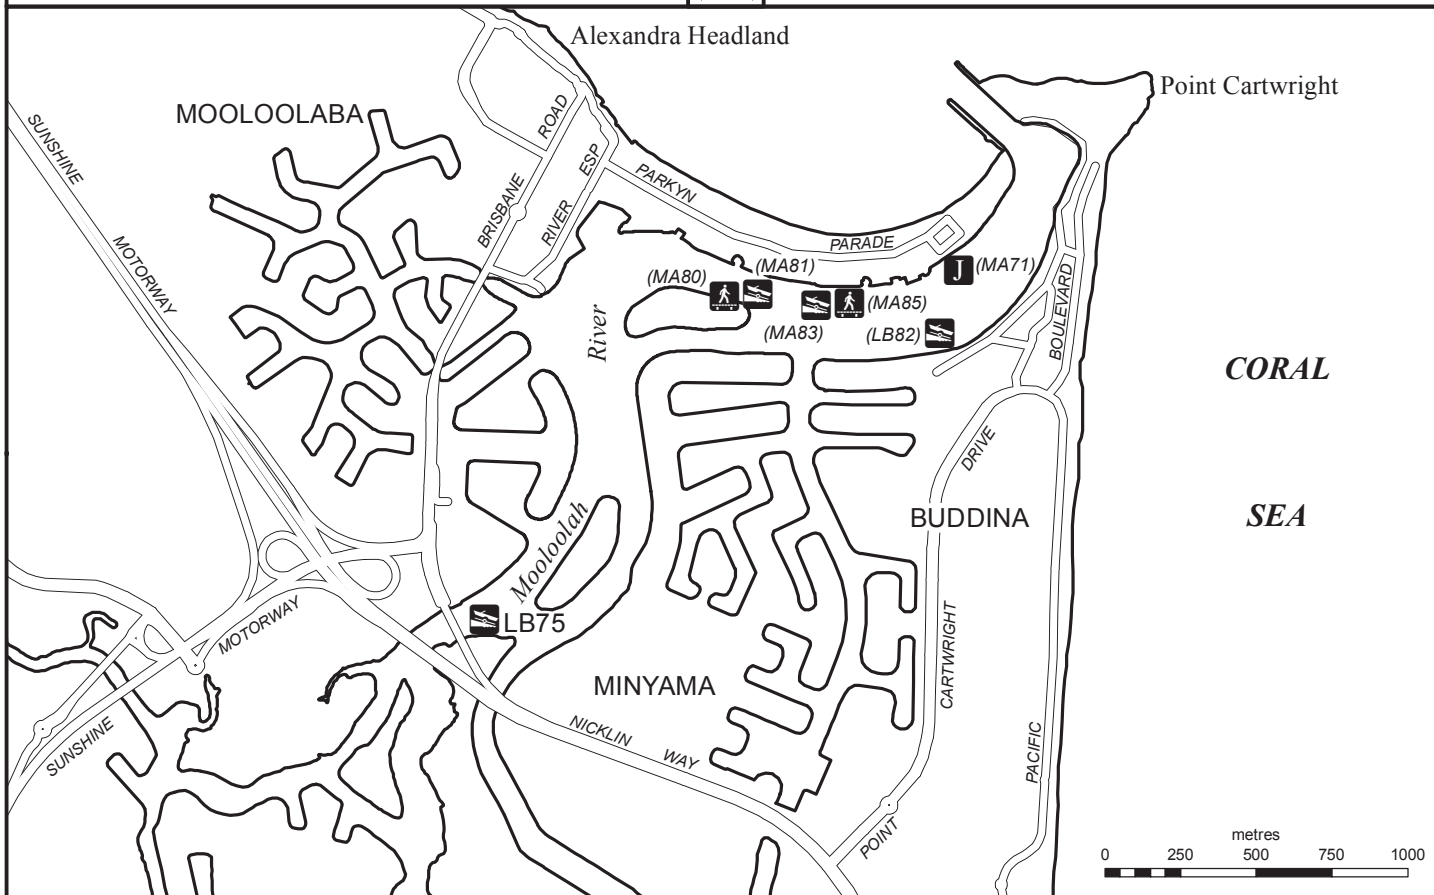 Alexandra Headland
Point Cartwright
MOOLOOLABA
SUNSHINE
MOTORWAY
BRISBANE
ROAD
RIVER
ESP
PARKYN
PARADE
(MA80)
(MA81)
J
(MA71)
(MA85)
(MA83)
(LB82)
River
BOULEVARD
CORAL
SEA
DRIVE
BUDDINA
Mooloolah
LB75
MOTORWAY
SUNSHINE
MINYAMA
CARTWRIGHT
NICKLIN
WAY
PACIFIC
POINT
metres
0 250 500 750 1000